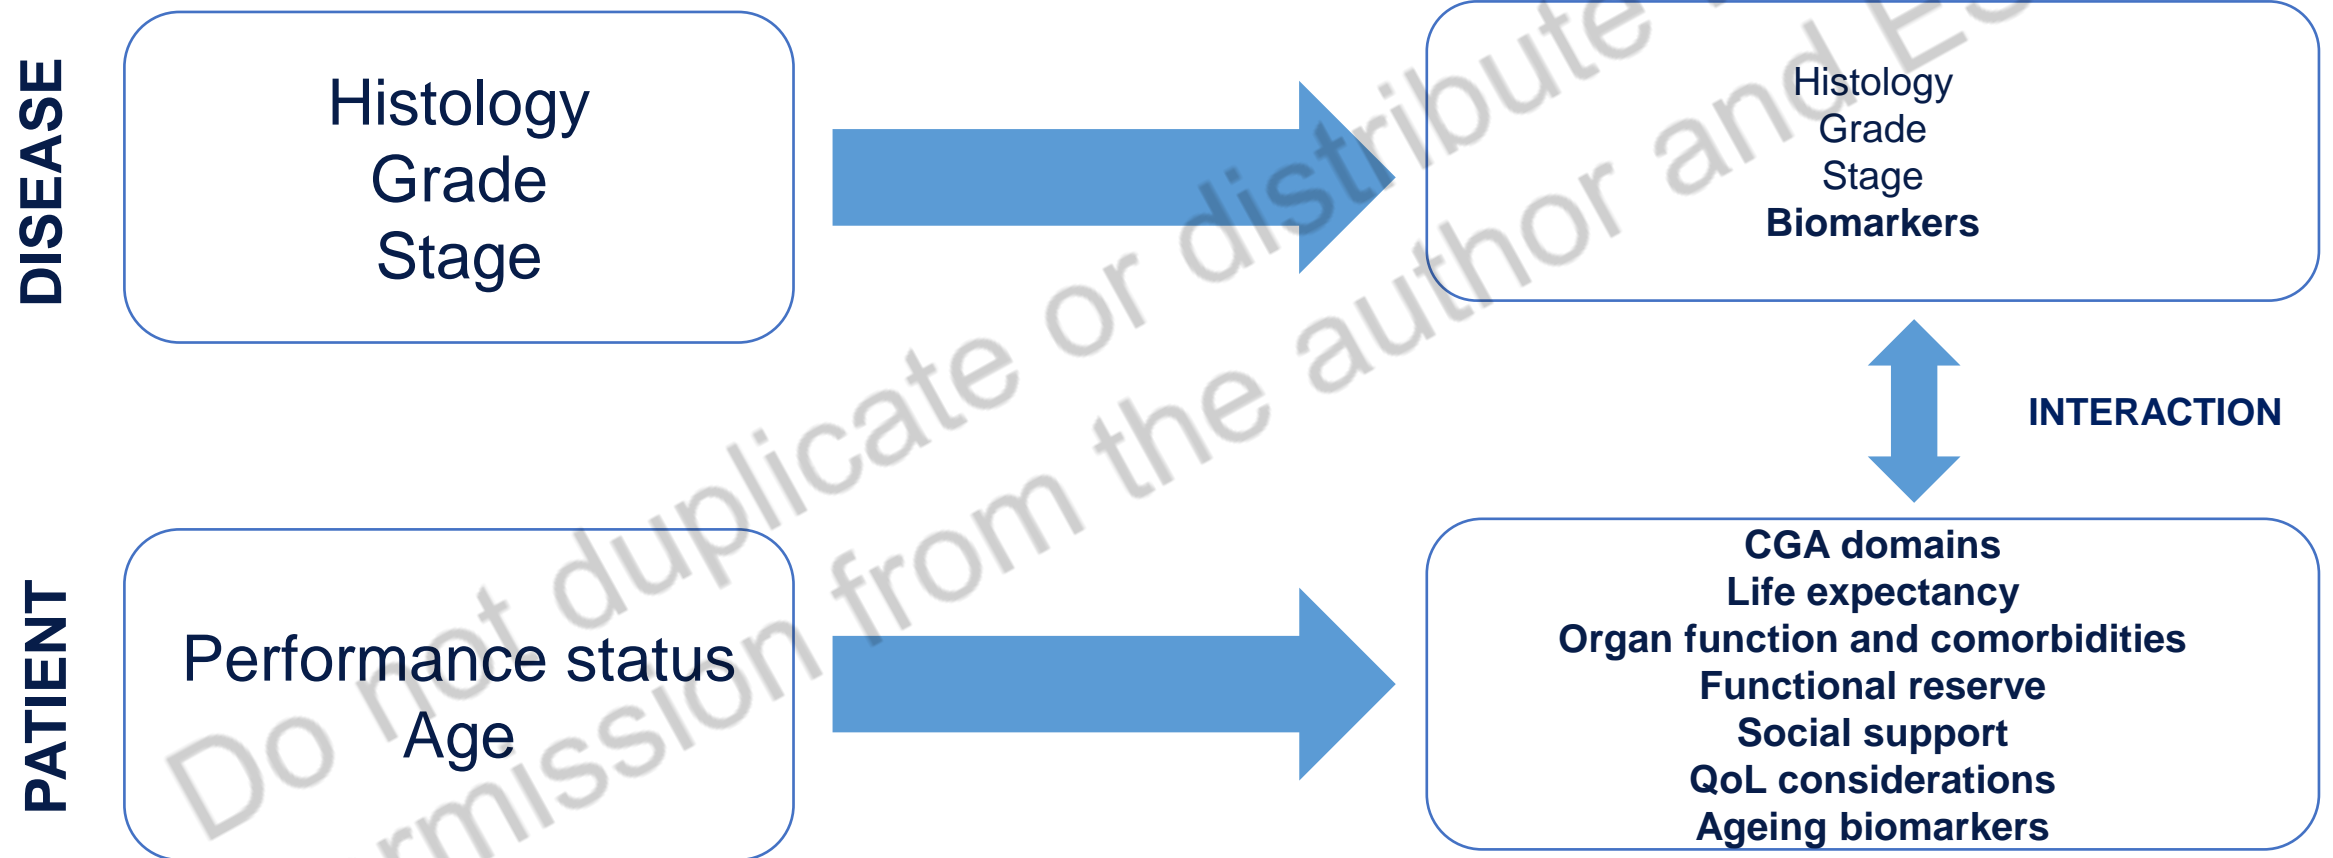 DISEASE
Histology
Grade
Stage
Histology
Grade
Stage
Biomarkers
INTERACTION
PATIENT
Performance status
Age
CGA domains
Life expectancy
Organ function and comorbidities
Functional reserve
Social support
QoL considerations
Ageing biomarkers
Do not duplicate or distribute
from the author and